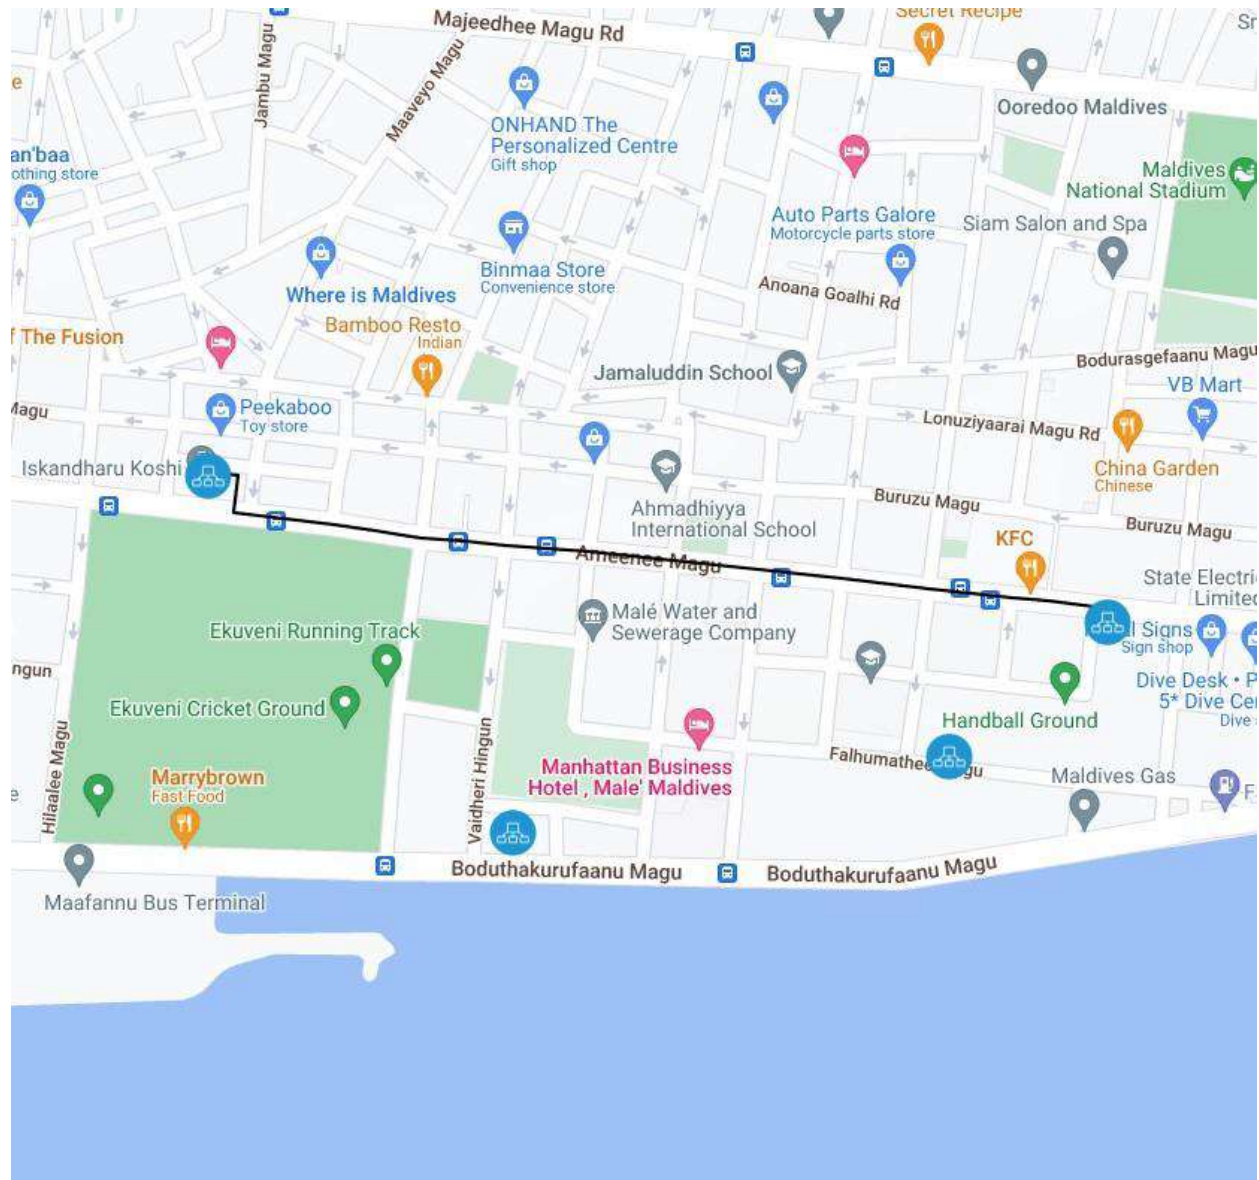 Majeedhee Magu Rd
Secret Recipe
Sr
Jambu Magu
Maaveyo Magu
e
ONHAND The
Personalized Centre
Gift shop
Ooredoo Maldives
an'baa
othing store
Maldives
National Stadium
Auto Parts Galore
Motorcycle parts store
Siam Salon and Spa
Binmaa Store
Convenience store
Where is Maldives
Anoana Goalhi Rd
f The Fusion
Bamboo Resto
Indian
Jamaluddin School
Bodurasgefaanu Magu
VB Mart
Magu
Peekaboo
Toy store
Lonuziyaarai Magu Rd
Iskandharu Koshi
China Garden
Chinese
Ahmadhiyya
International School
Buruzu Magu
Buruzu Magu
KFC
Ameenee Magu
State Electri
Limited
Malé Water and
Sewerage Company
Ekuveni Running Track
Signs
Sign shop
ngun
Ekuveni Cricket Ground
Dive Desk • P
5* Dive Cen
Dive
Handball Ground
Hilaalee Magu
Vaidheri Hingun
Manhattan Business
Hotel , Male' Maldives
Falhumathee Magu
Marrybrown
Fast Food
Maldives Gas
e
F
Boduthakurufaanu Magu
Boduthakurufaanu Magu
Maafannu Bus Terminal